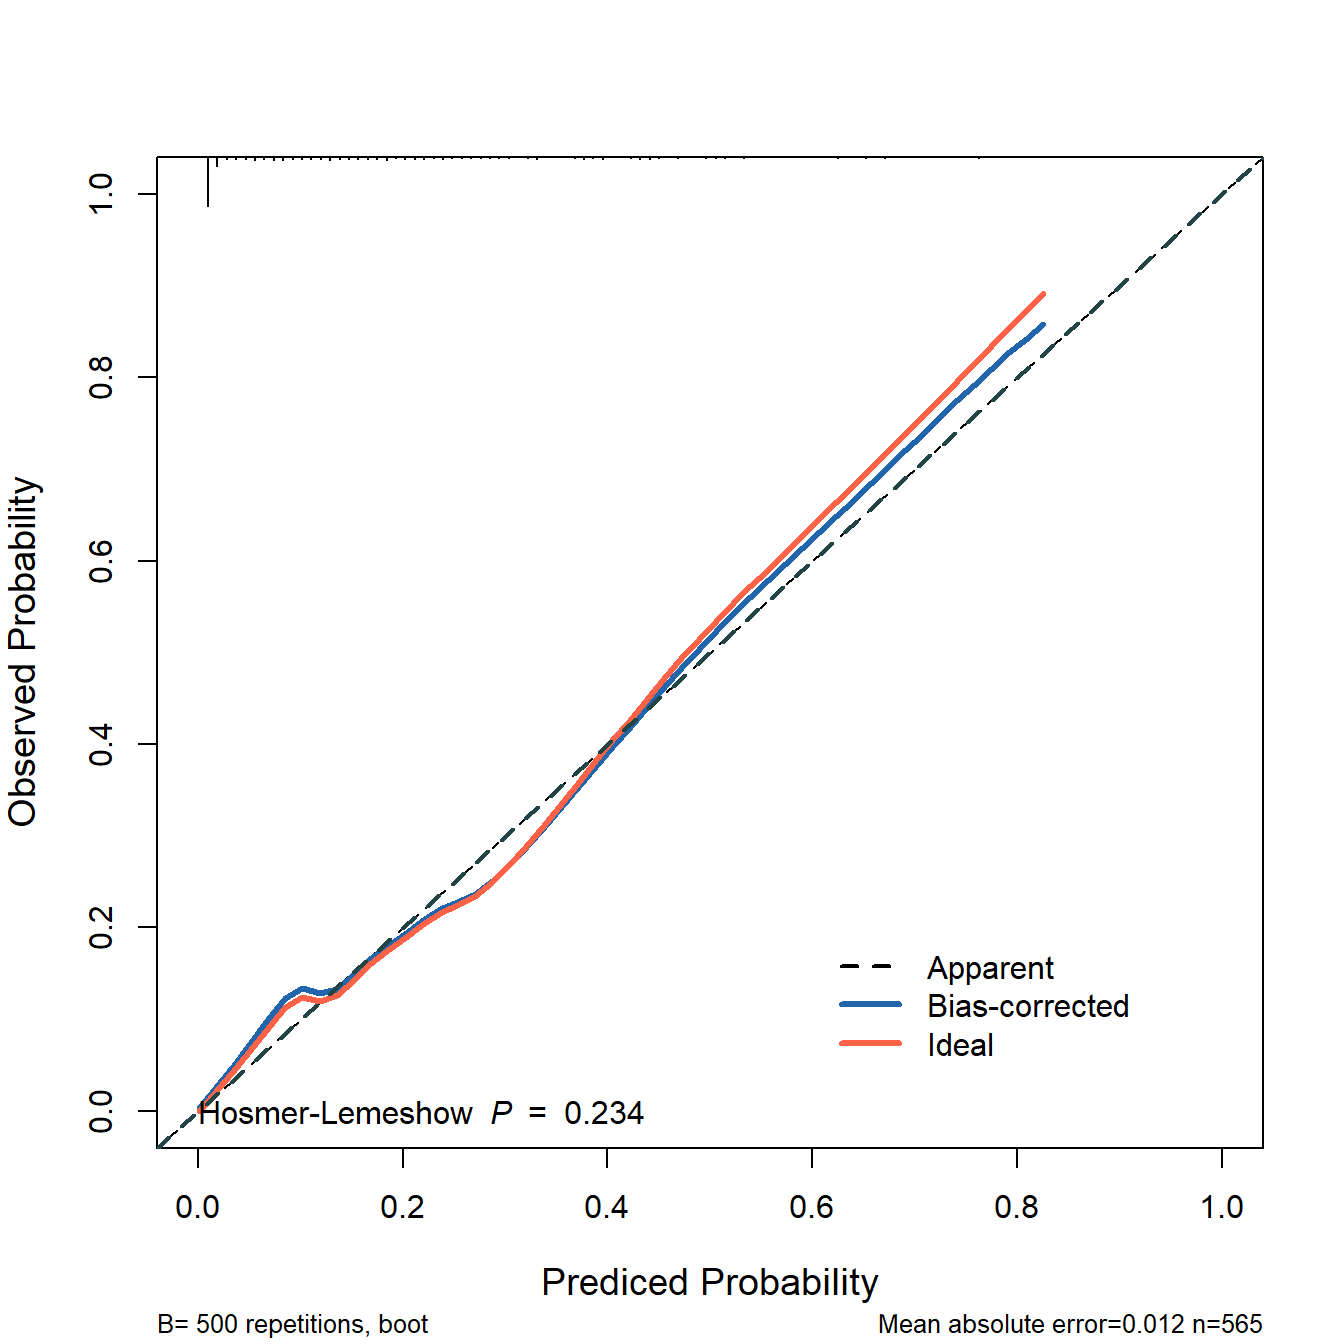 1.0
0.8
0.6
0.4
0.2
0.0
Observed Probability
Apparent
Bias-corrected
Ideal
Hosmer-Lemeshow P = 0.234
0.0 0.2 0.4 0.6 0.8 1.0
Prediced Probability
B= 500 repetitions, boot
Mean absolute error=0.012 n=565